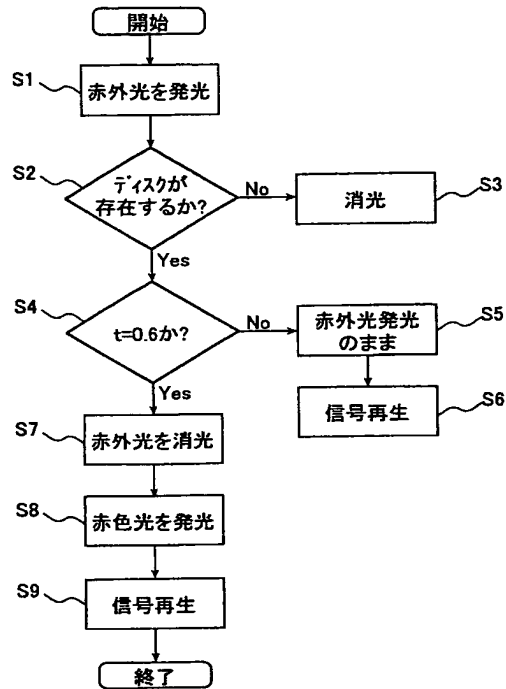 開始
S1
赤外光を発光
S2
ディスクが
存在するか?
No
消光
S3
Yes
S4
t=0.6か?
No
赤外光発光
のまま
S5
Yes
信号再生
S6
S7
赤外光を消光
S8
赤色光を発光
S9
信号再生
終了